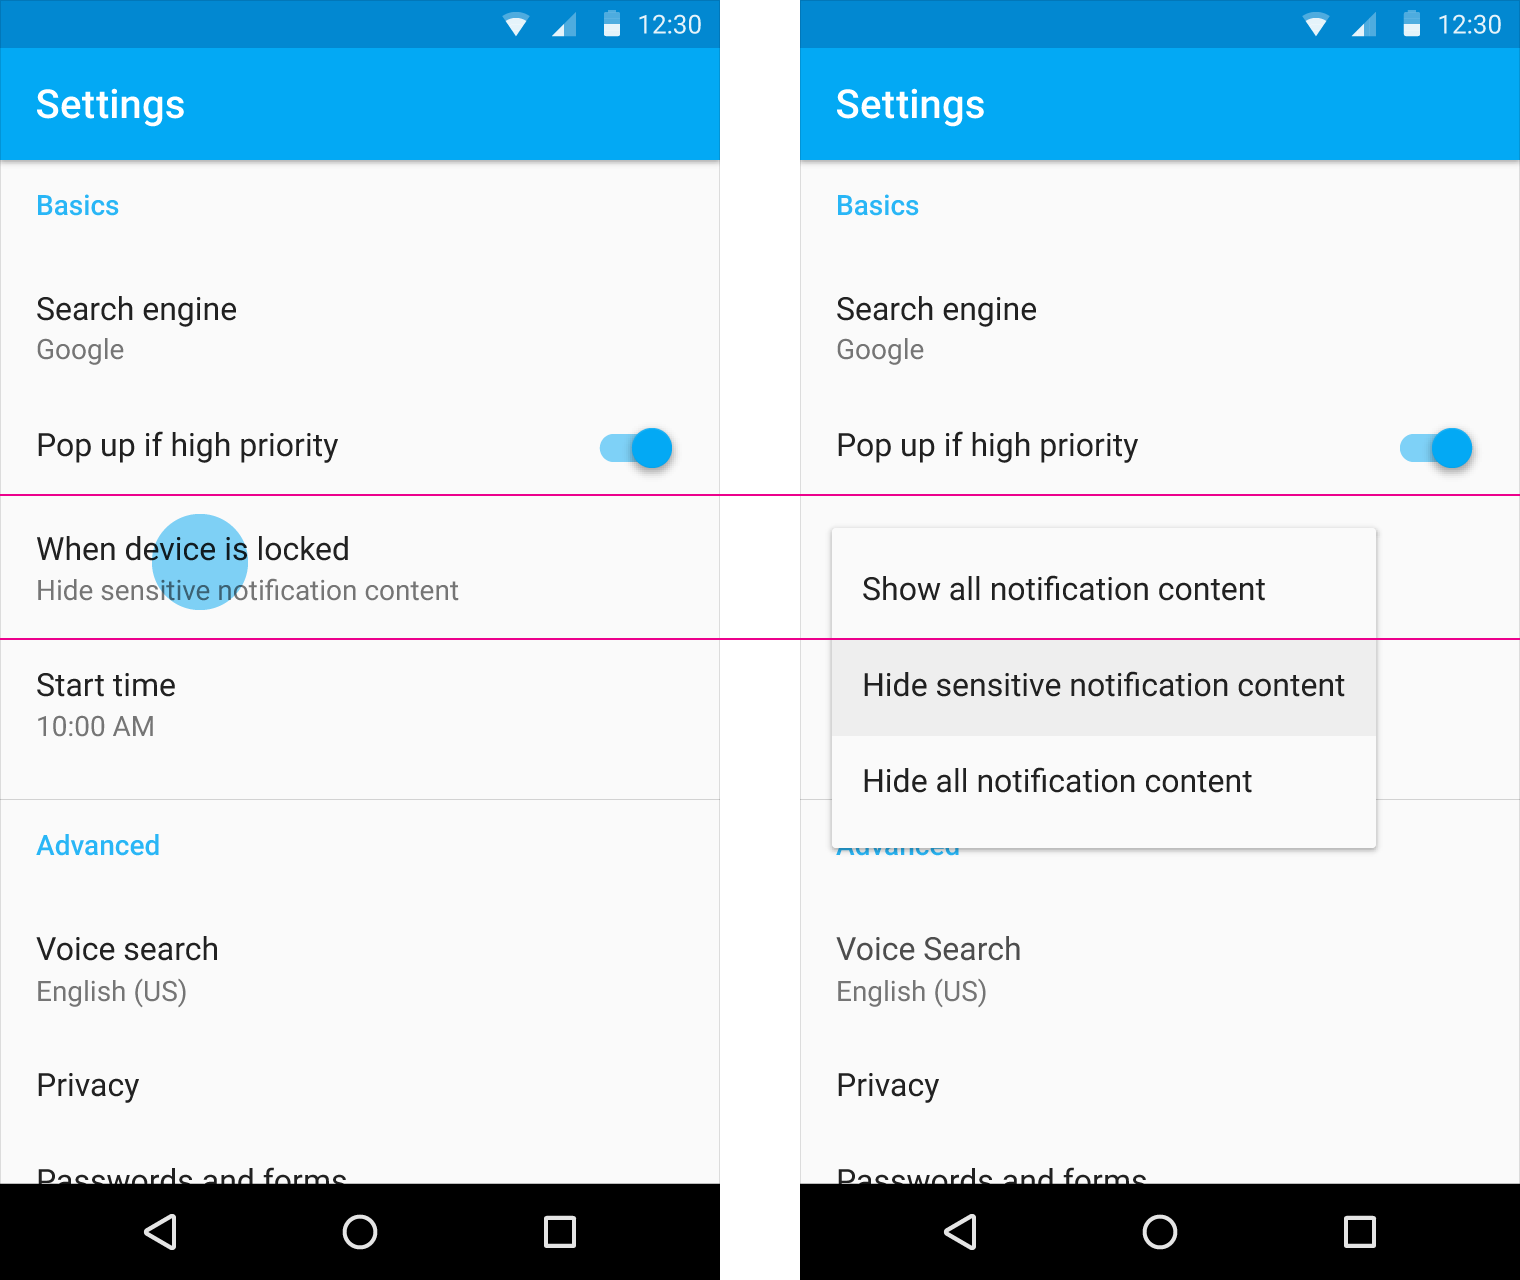 12:30
Settings
Basics
Search engine
Google
Pop up if high priority
When device is locked
Hide sensitive notification content
Start time
10:00 AM
Advanced
Voice search
English (US)
Privacy
Passwords and forms
12:30
Settings
Basics
Search engine
Google
Pop up if high priority
Show all notification content
Hide sensitive notification content
Hide all notification content
Advanced
Voice Search
English (US)
Privacy
Passwords and forms